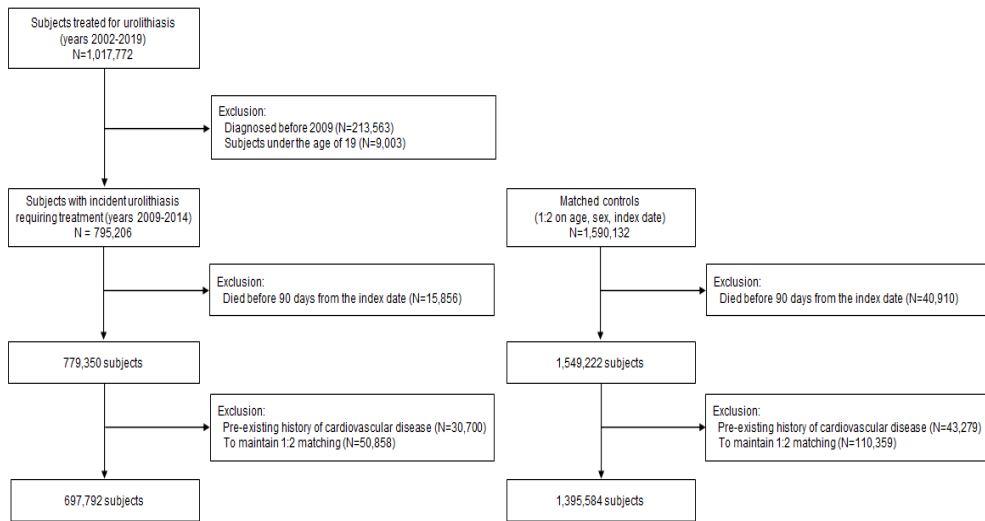 Subjects treated for urolithiasis
(years 2002-2019)
N=1,017,772
Exclusion:
Diagnosed before 2009 (N=213,563)
Subjects under the age of 19 (N=9,003)
Subjects with incident urolithiasis
requiring treatment (years 2009-2014)
N = 795,206
Matched controls
(1:2 on age, sex, index date)
N=1,590,132
Exclusion:
Died before 90 days from the index date (N=15,856)
Exclusion:
Died before 90 days from the index date (N=40,910)
779,350 subjects
1,549,222 subjects
Exclusion:
Pre-existing history of cardiovascular disease (N=30,700)
To maintain 1:2 matching (N=50,858)
Exclusion:
Pre-existing history of cardiovascular disease (N=43,279)
To maintain 1:2 matching (N=110,359)
697,792 subjects
1,395,584 subjects